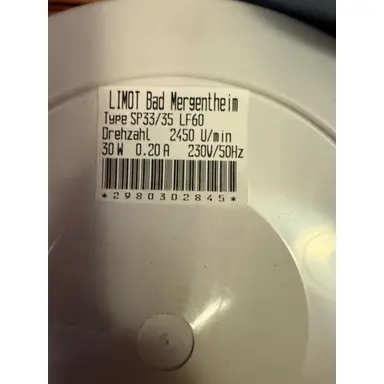 LIMOT Bad Mergentheim
Type SP33/35 LF60
Drehzahl 2450 U/min
30 W 0.20 A 230V/50Hz
*2980302845*